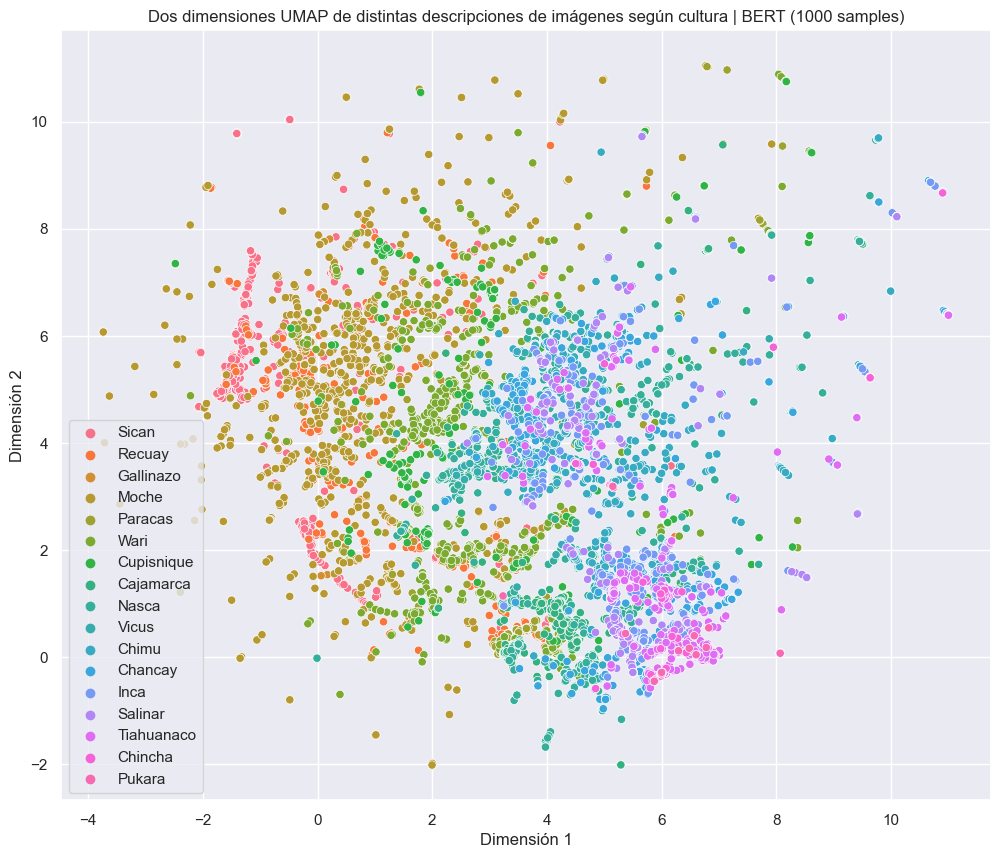 Dos dimensiones UMAP de distintas descripciones de imágenes según cultura | BERT (1000 samples)
Dimensión 2
10
8
6
4
2
0
−2
Sican
Recuay
Gallinazo
Moche
Paracas
Wari
Cupisnique
Cajamarca
Nasca
Vicus
Chimu
Chancay
Inca
Salinar
Tiahuanaco
Chincha
Pukara
−4 −2 0 2 4 6 8 10
Dimensión 1